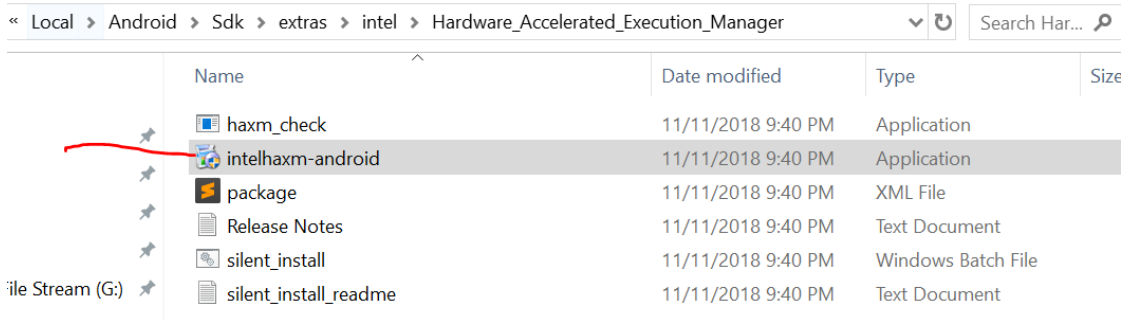 « Local > Android > Sdk > extras > intel > Hardware_Accelerated_Execution_Manager Search Har...
Name Date modified Type Size
haxm_check 11/11/2018 9:40 PM Application
intelhaxm-android 11/11/2018 9:40 PM Application
package 11/11/2018 9:40 PM XML File
Release Notes 11/11/2018 9:40 PM Text Document
silent_install 11/11/2018 9:40 PM Windows Batch File
File Stream (G:) silent_install_readme 11/11/2018 9:40 PM Text Document